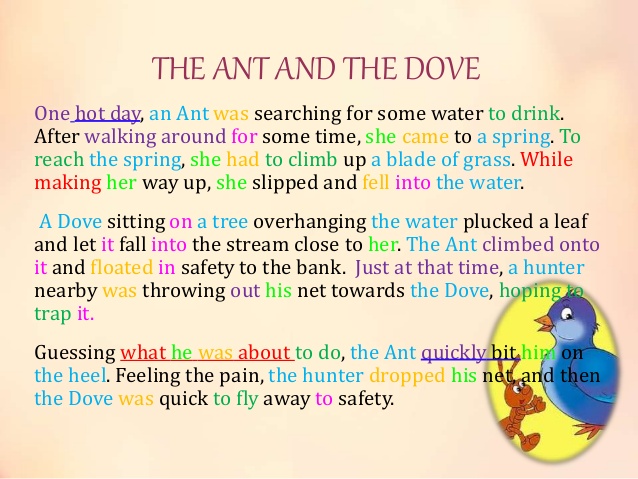 THE ANT AND THE DOVE
One hot day, an Ant was searching for some water to drink.
After walking around for some time, she came to a spring. To
reach the spring, she had to climb up a blade of grass. While
making her way up, she slipped and fell into the water.
A Dove sitting on a tree overhanging the water plucked a leaf
and let it fall into the stream close to her. The Ant climbed onto
it and floated in safety to the bank. Just at that time, a hunter
nearby was throwing out his net towards the Dove, hoping to
trap it.
Guessing what he was about to do, the Ant quickly bit him on
the heel. Feeling the pain, the hunter dropped his net, and then
the Dove was quick to fly away to safety.